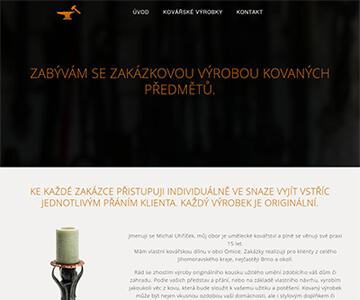 ÚVOD KOVÁŘSKÉ VÝROBKY KONTAKT
ZABÝVÁM SE ZAKÁZKOVOU VÝROBOU KOVANÝCH
PŘEDMĚTŮ.
KE KAŽDÉ ZAKÁZCE PŘISTUPUJI INDIVIDUÁLNĚ VE SNAZE VYJÍT VSTŘÍC
JEDNOTLIVÝM PŘÁNÍM KLIENTA. KAŽDÝ VÝROBEK JE ORIGINÁLNÍ.
Jmenuji se Michal Uhříček, můj obor je umělecké kovářství a plně se věnuji své praxi
15 let.
Mám vlastní kovářskou dílnu v obci Omice. Zakázky realizuji pro klienty z celého
Jihomoravského kraje, nejčastěji Brno a okolí.
Rád se zhostím výroby originálního kousku užitého umění zdobícího váš dům či
zahradu. Podle vašich představ a přání, nebo na základě vlastního návrhu, vyrobím
jakoukoli věc z kovu, která bude sloužit k vašemu užitku a potěšení. Kovaný výrobek
může být nejen vkusnou ozdobou vaší domácnosti, ale i stylovým doplňkem či